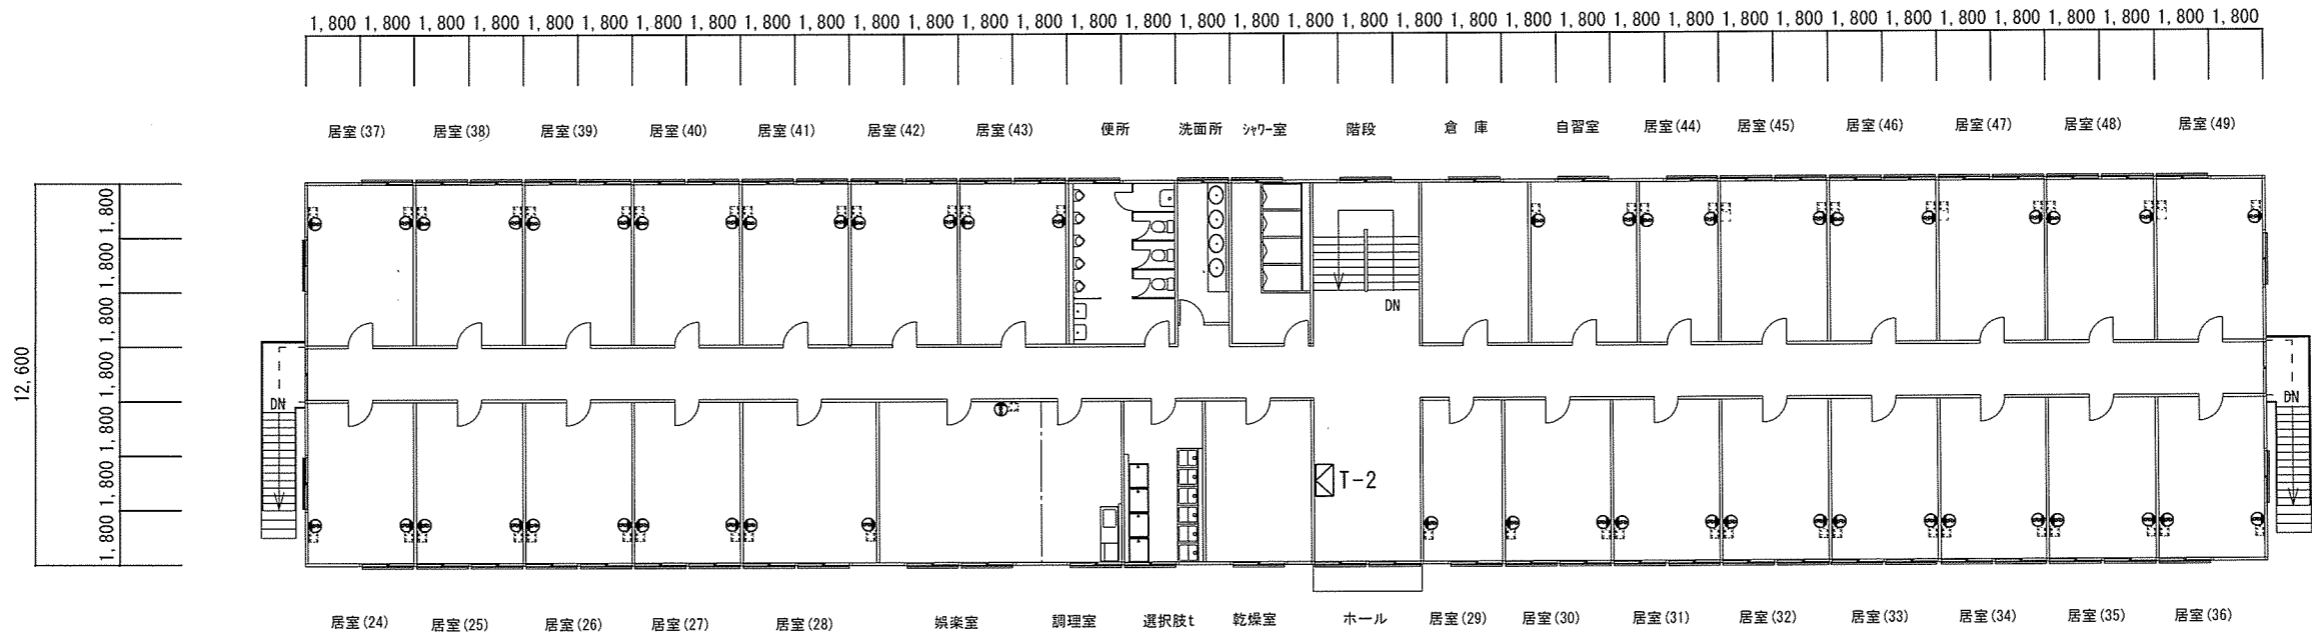 1,800 1,800 1,800 1,800 1,800 1,800 1,800 1,800 1,800 1,800 1,800 1,800 1,800 1,800 1,800 1,800 1,800 1,800 1,800 1,800 1,800 1,800 1,800 1,800 1,800 1,800 1,800 1,800 1,800 1,800 1,800 1,800 1,800 1,800 1,800 1,800
居室(37) 居室(38) 居室(39) 居室(40) 居室(41) 居室(42) 居室(43) 便所 洗面所 シャワー室 階段 倉 庫 自習室 居室(44) 居室(45) 居室(46) 居室(47) 居室(48) 居室(49)
12,600
1,800 1,800 1,800 1,800 1,800 1,800 1,800
DN
DN
DN
T-2
居室(24) 居室(25) 居室(26) 居室(27) 居室(28) 娯楽室 調理室 選択肢t 乾燥室 ホール 居室(29) 居室(30) 居室(31) 居室(32) 居室(33) 居室(34) 居室(35) 居室(36)